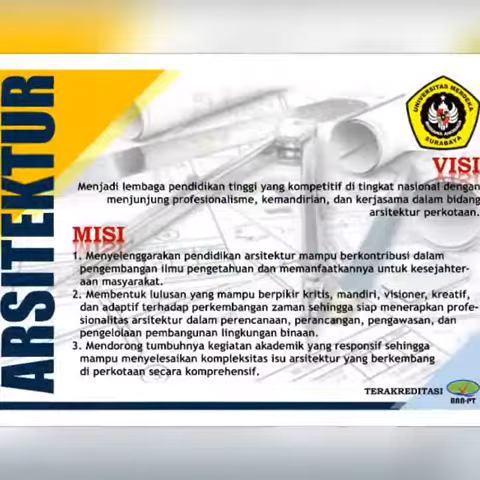 ARSITEKTUR
UNIVERSITAS MERDEKA
SURABAYA
VISI
Menjadi lembaga pendidikan tinggi yang kompetitif di tingkat nasional dengan
menjunjung profesionalisme, kemandirian, dan kerjasama dalam bidang
arsitektur perkotaan.
MISI
1. Menyelenggarakan pendidikan arsitektur mampu berkontribusi dalam
pengembangan ilmu pengetahuan dan memanfaatkannya untuk kesejahter-
aan masyarakat.
2. Membentuk lulusan yang mampu berpikir kritis, mandiri, visioner, kreatif,
dan adaptif terhadap perkembangan zaman sehingga siap menerapkan profe-
sionalitas arsitektur dalam perencanaan, perancangan, pengawasan, dan
pengelolaan pembangunan lingkungan binaan.
3. Mendorong tumbuhnya kegiatan akademik yang responsif sehingga
mampu menyelesaikan kompleksitas isu arsitektur yang berkembang
di perkotaan secara komprehensif.
TERAKREDITASI
BAN-PT